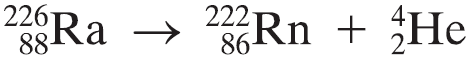 ²²⁶₈₈Ra → ²²²₈₆Rn + ⁴₂He